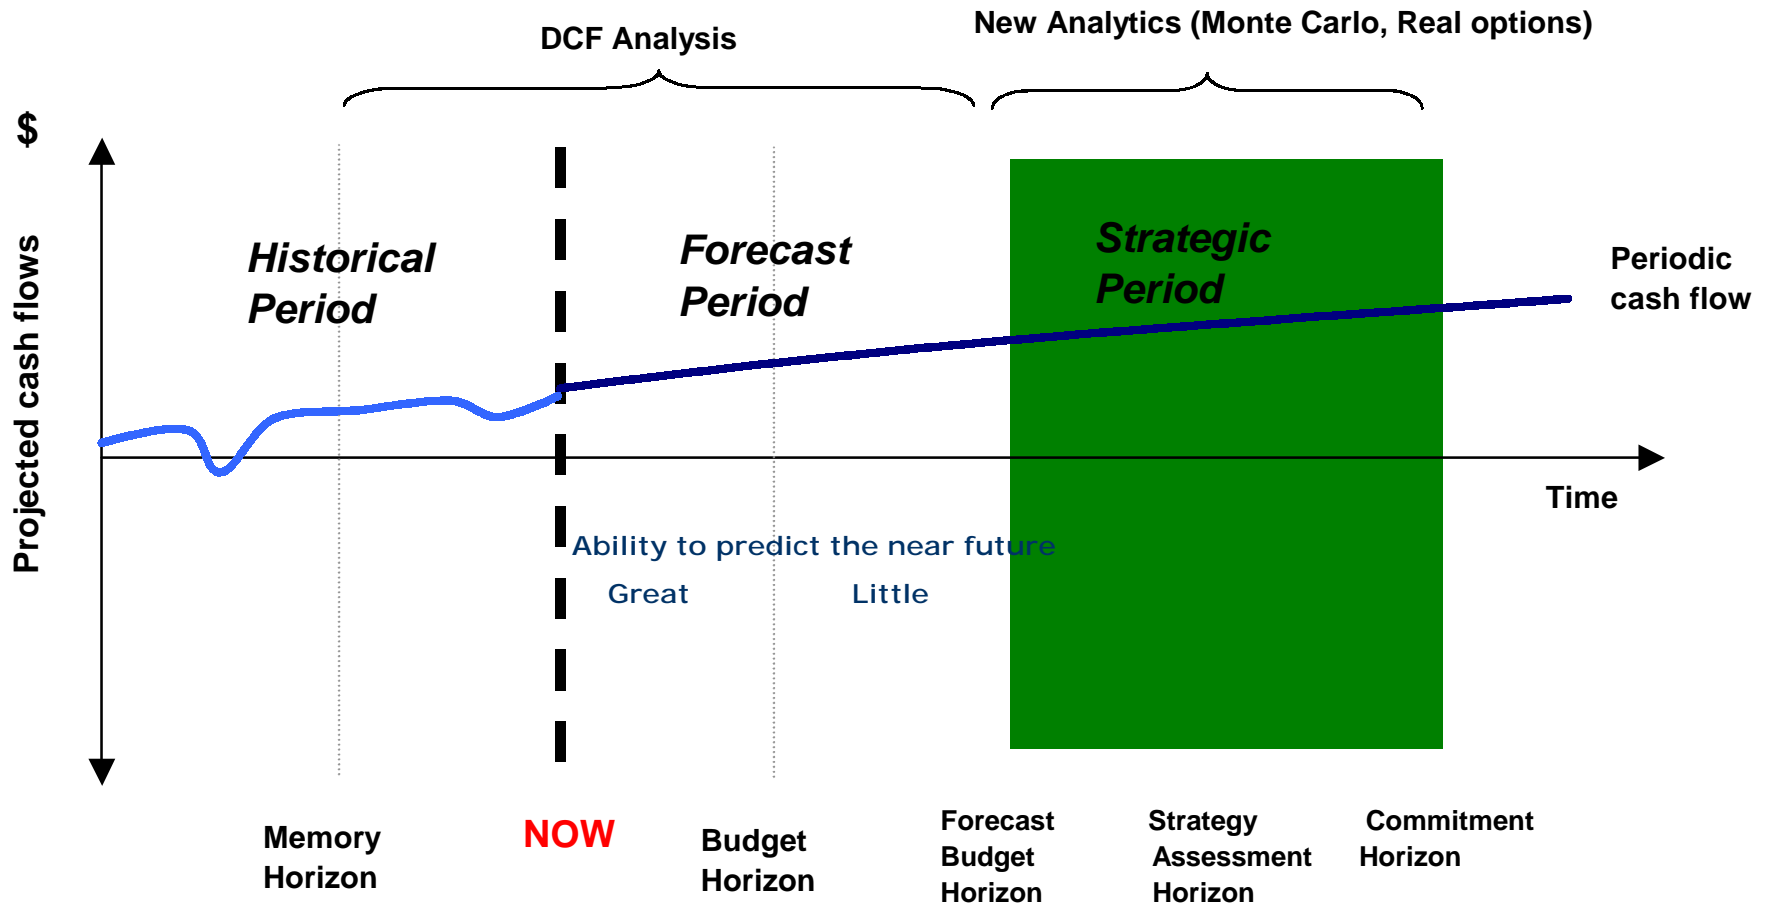 New Analytics (Monte Carlo, Real options)
DCF Analysis
$
Projected cash flows
Historical
Period
Forecast
Period
Strategic
Period
Periodic
cash flow
Time
Ability to predict the near future
Great Little
Memory
Horizon
NOW
Budget
Horizon
Forecast
Budget
Horizon
Strategy
Assessment
Horizon
Commitment
Horizon